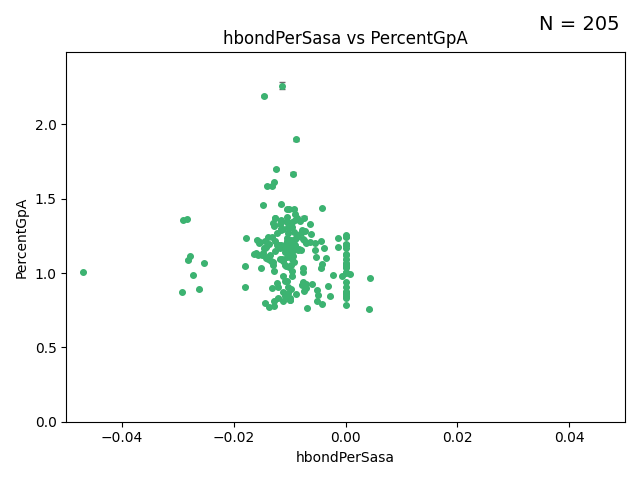 N = 205
hbondPerSasa vs PercentGpA
PercentGpA
2.0
1.5
1.0
0.5
0.0
−0.04 −0.02 0.00 0.02 0.04
hbondPerSasa